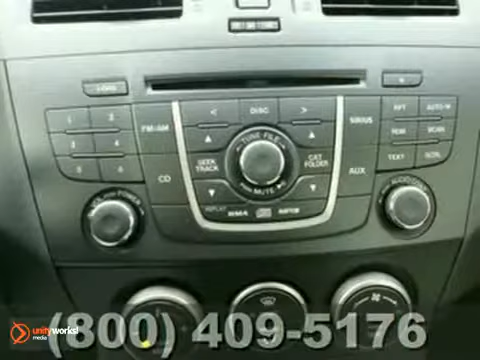 LOAD
1 2
3 4
5 6
FM/AM
CD
< DISC >
TUNE/FILE
SEEK
TRACK
CAT
FOLDER
MUTE
WMA MP3
SIRIUS
AUX
RPT AUTO-M
RDM SCAN
TEXT SCRL
VOL POWER
AUDIO CONT
unityworks!
media
(800) 409-5176